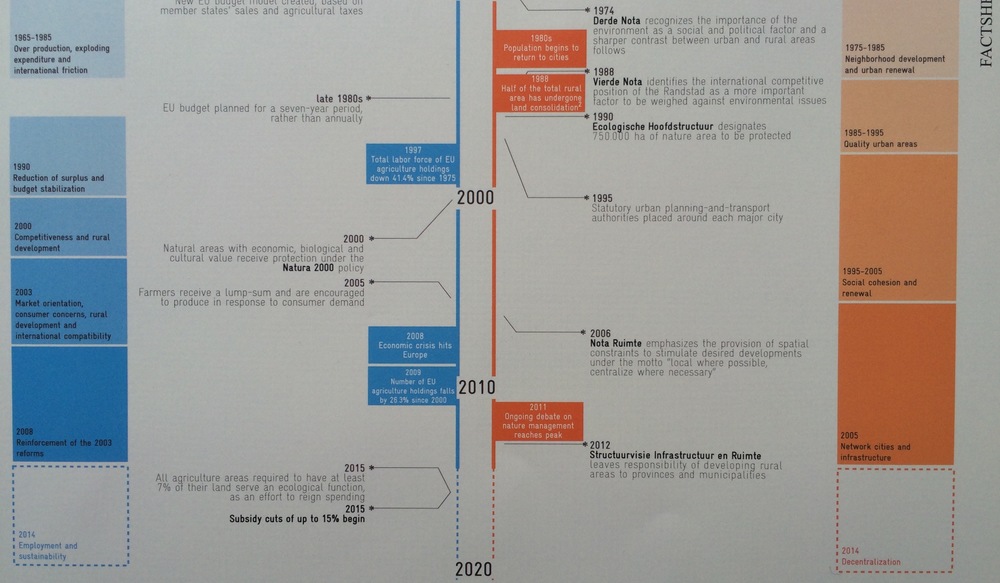 New EU budget model created, based on
member states' sales and agricultural taxes
1965-1985
Over production, exploding
expenditure and
international friction
late 1980s
EU budget planned for a seven-year period,
rather than annually
1990
Reduction of surplus and
budget stabilization
1997
Total labor force of EU
agriculture holdings
down 41.4% since 1975
2000
2000
Competitiveness and rural
development
2000
Natural areas with economic, biological and
cultural value receive protection under the
Natura 2000 policy
2003
Market orientation,
consumer concerns, rural
development and
international compatibility
2005
Farmers receive a lump-sum and are encouraged
to produce in response to consumer demand
2008
Economic crisis hits
Europe
2009
Number of EU
agriculture holdings falls
by 26.3% since 2000
2010
2008
Reinforcement of the 2003
reforms
2015
All agriculture areas required to have at least
7% of their land serve an ecological function,
as an effort to reign spending
2015
Subsidy cuts of up to 15% begin
2014
Employment and
sustainability
2020
1974
Derde Nota recognizes the importance of the
environment as a social and political factor and a
sharper contrast between urban and rural areas
follows
1980s
Population begins to
return to cities
1988
Half of the total rural
area has undergone
land consolidation²
1988
Vierde Nota identifies the international competitive
position of the Randstad as a more important
factor to be weighed against environmental issues
1990
Ecologische Hoofdstructuur designates
750.000 ha of nature area to be protected
1995
Statutory urban planning-and-transport
authorities placed around each major city
2006
Nota Ruimte emphasizes the provision of spatial
constraints to stimulate desired developments
under the motto "local where possible,
centralize where necessary"
2011
Ongoing debate on
nature management
reaches peak
2012
Structuurvisie Infrastructuur en Ruimte
leaves responsibility of developing rural
areas to provinces and municipalities
1975-1985
Neighborhood development
and urban renewal
1985-1995
Quality urban areas
1995-2005
Social cohesion and
renewal
2005
Network cities and
infrastructure
2014
Decentralization
FACTSHE